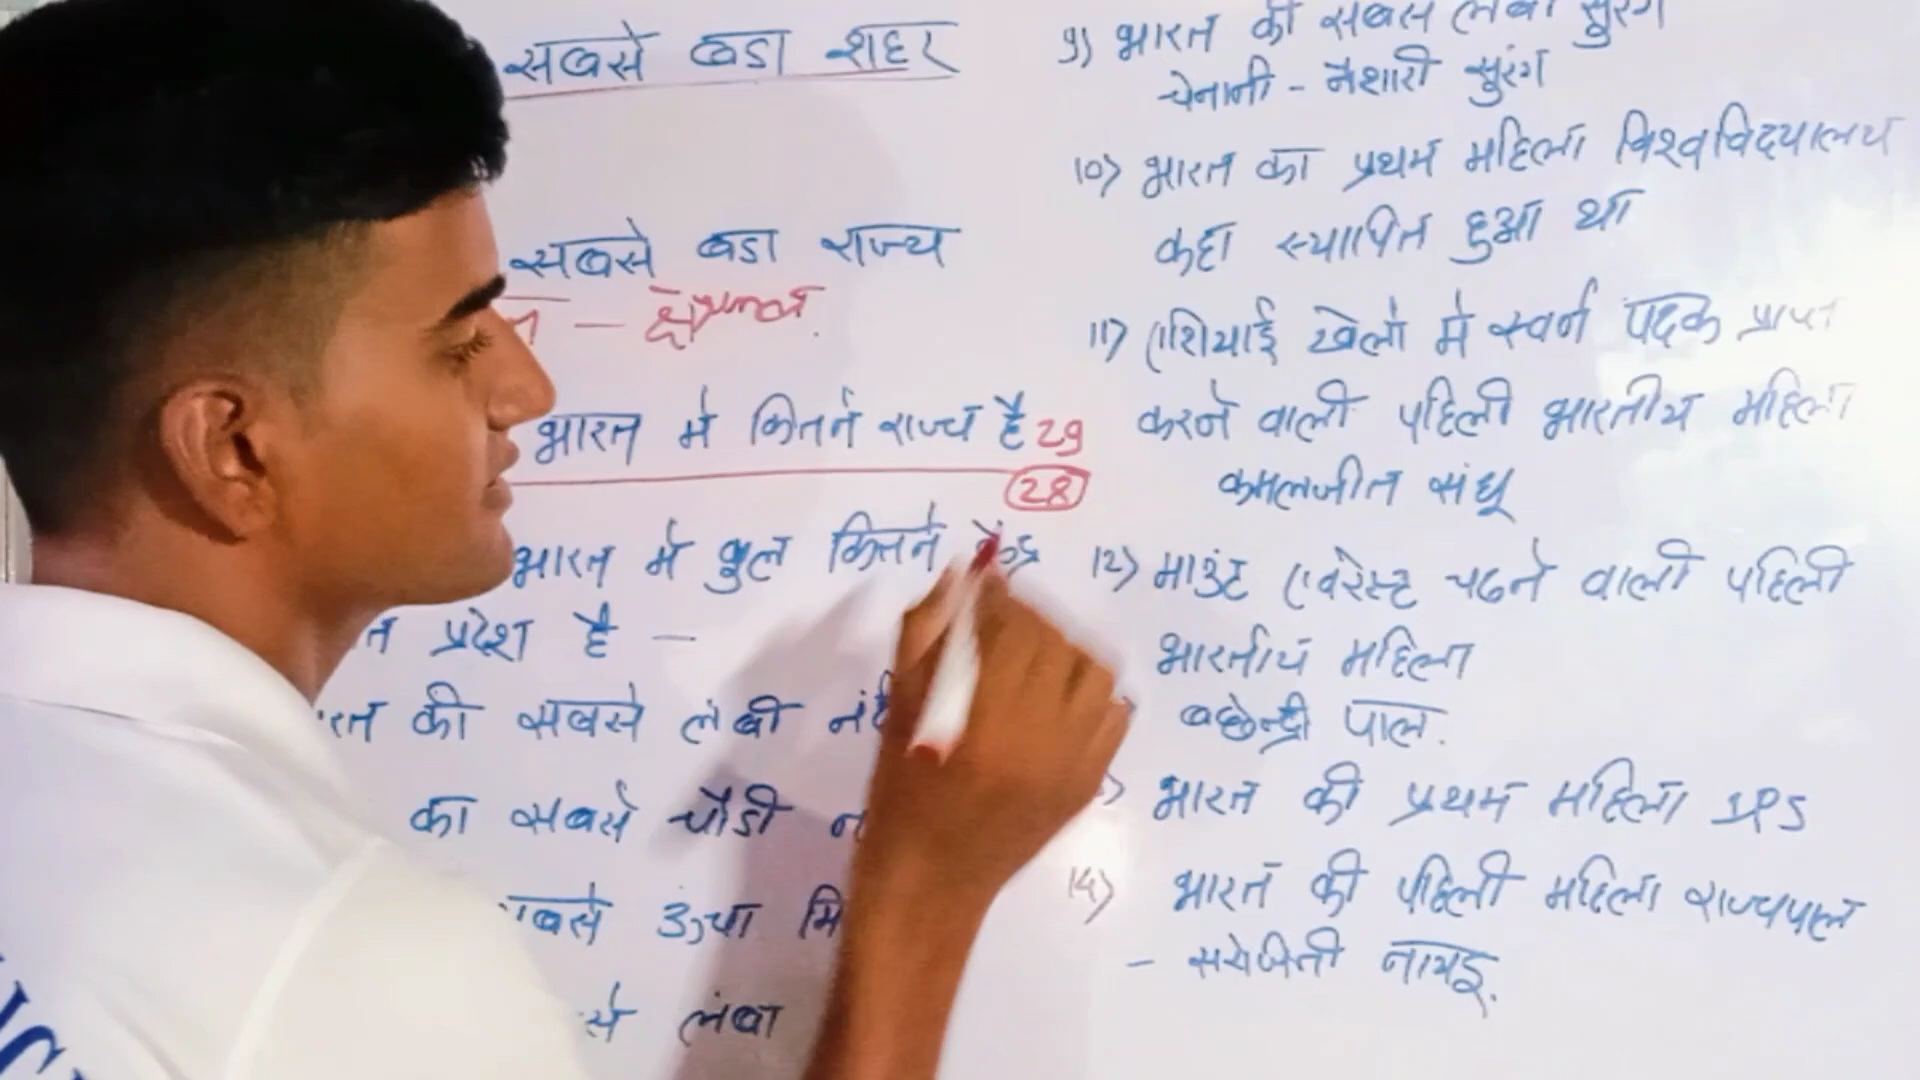 सबसे बडा शहर
सबसे बडा राज्य
भारत मे कितने राज्य है 29
28
भारत मे कुल कितने केंद्र
त प्रदेश है —
रत की सबसे लंबी
का सबसे चौडी
बसे ऊंचा
से लंबा
9) भारत की सबसे लंबी सुरंग
चेनानी - नैशारी सुरंग
10) भारत का प्रथम महिला विश्वविदयालय
कहा स्थापित हुआ था
11) एशियाई खेलो मे स्वर्न पदक प्राप्त
करने वाली पहिली भारतीय महिला
कमलजीत संधू
12) माउंट एवरेस्ट चढने वाली पहिली
भारतीय महिला
बछेन्द्री पाल.
) भारत की प्रथम महिला IPS
14) भारत की पहिली महिला राज्यपाल
- सरोजिनी नायडू.